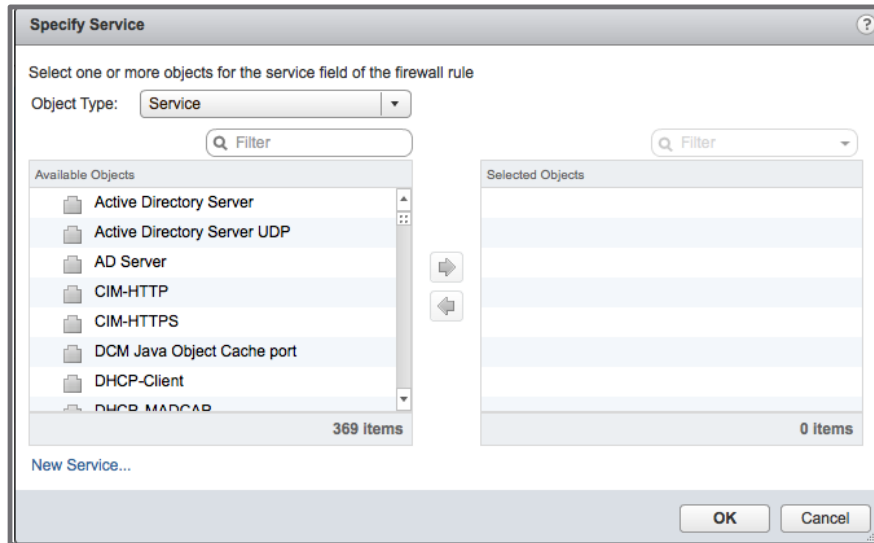 Specify Service
?
Select one or more objects for the service field of the firewall rule
Object Type: Service
Filter
Filter
Available Objects
Selected Objects
Active Directory Server
Active Directory Server UDP
AD Server
CIM-HTTP
CIM-HTTPS
DCM Java Object Cache port
DHCP-Client
DHCP-MADCAP
369 items
0 items
New Service...
OK
Cancel